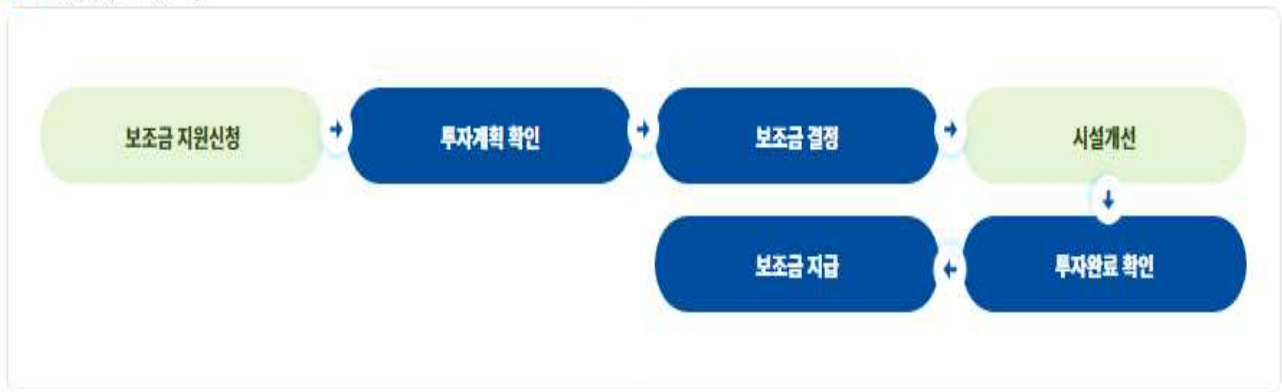 보조금 지원신청
투자계획 확인
보조금 결정
시설개선
투자완료 확인
보조금 지급